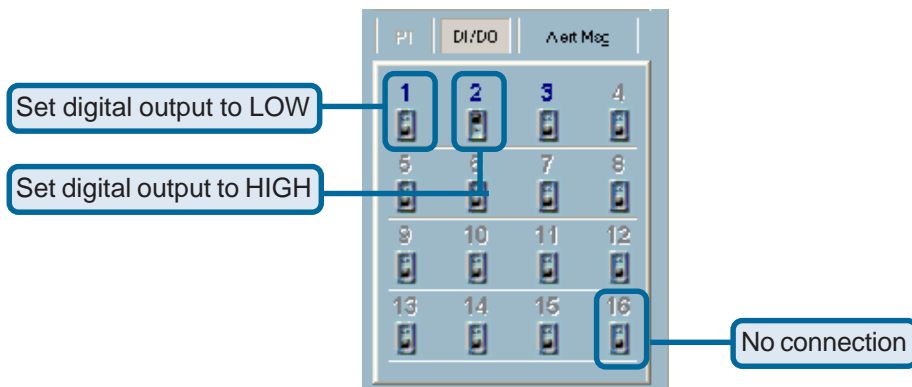 PT DI/DO Alert Msg
1 2 3 4
Set digital output to LOW
5 6 7 8
Set digital output to HIGH
9 10 11 12
13 14 15 16
No connection